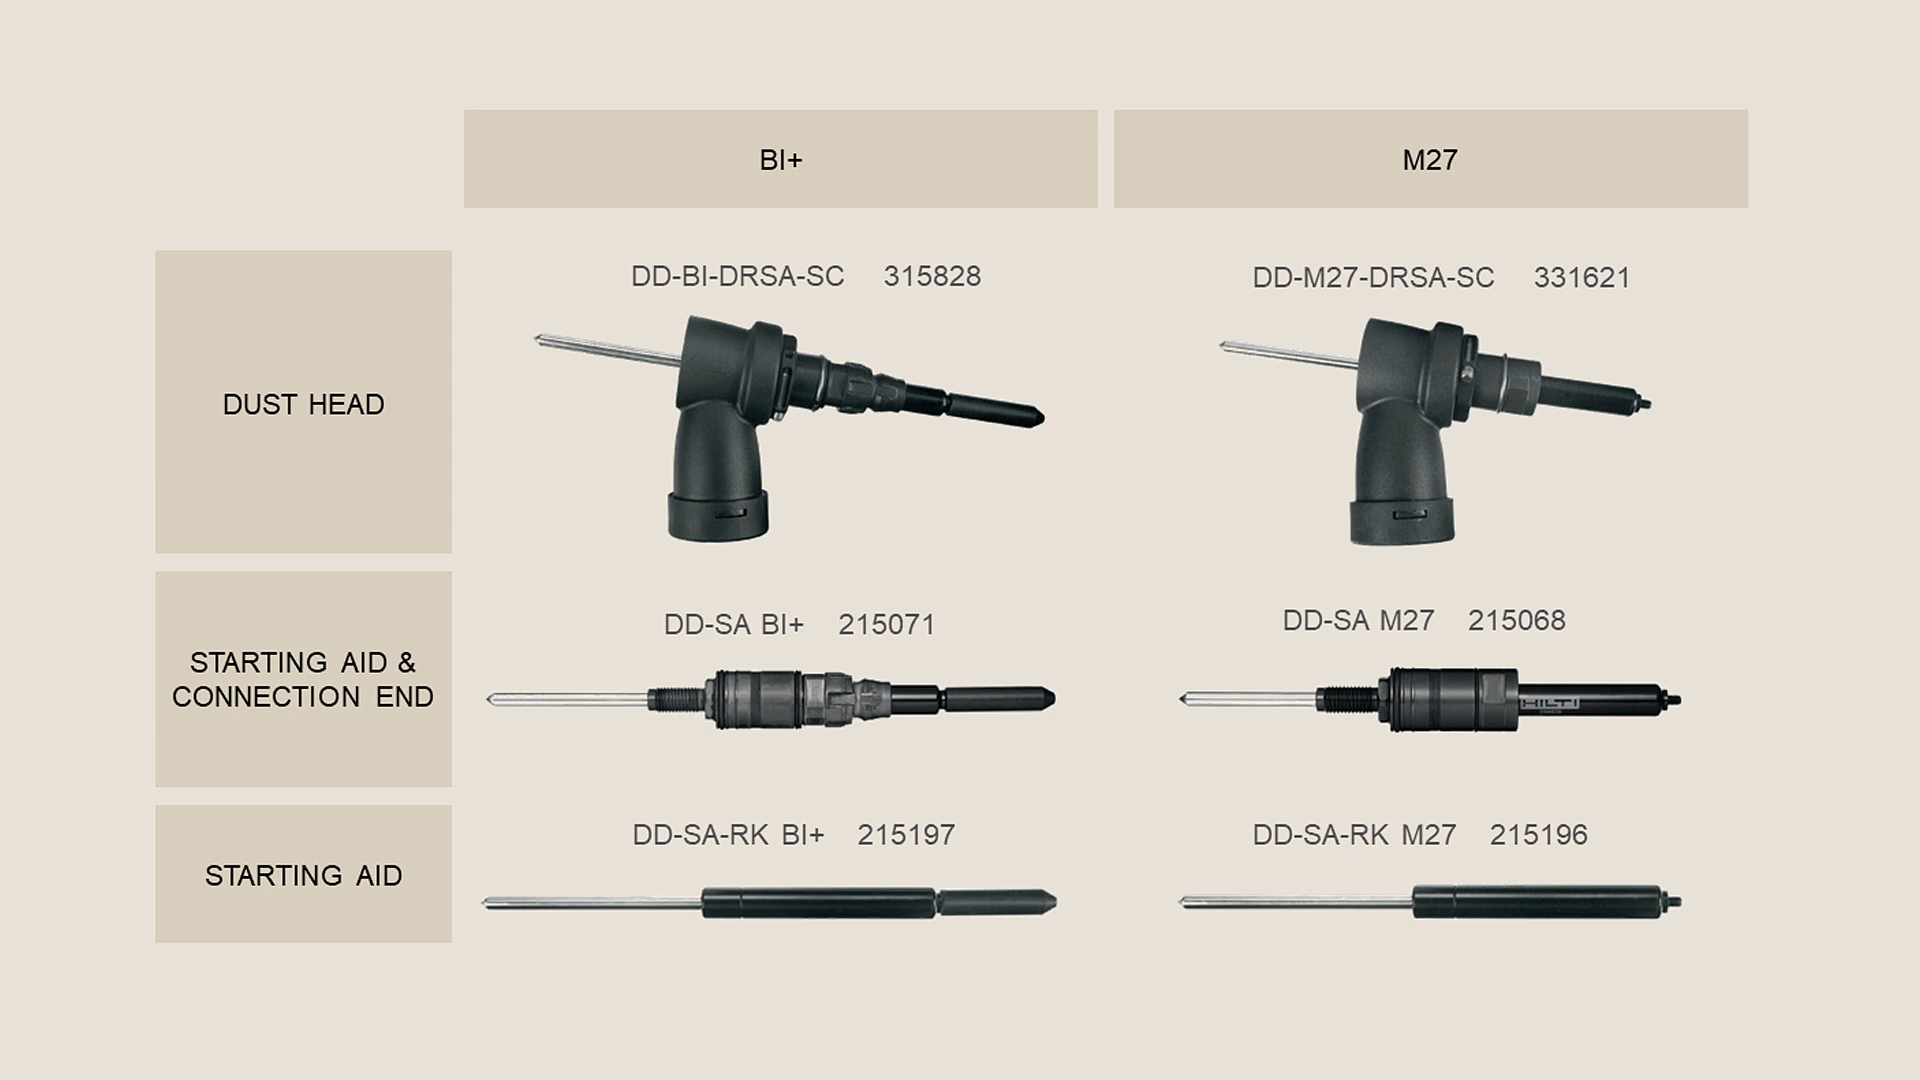 BI+
M27
DUST HEAD
DD-BI-DRSA-SC 315828
DD-M27-DRSA-SC 331621
STARTING AID &
CONNECTION END
DD-SA BI+ 215071
DD-SA M27 215068
HILTI
STARTING AID
DD-SA-RK BI+ 215197
DD-SA-RK M27 215196